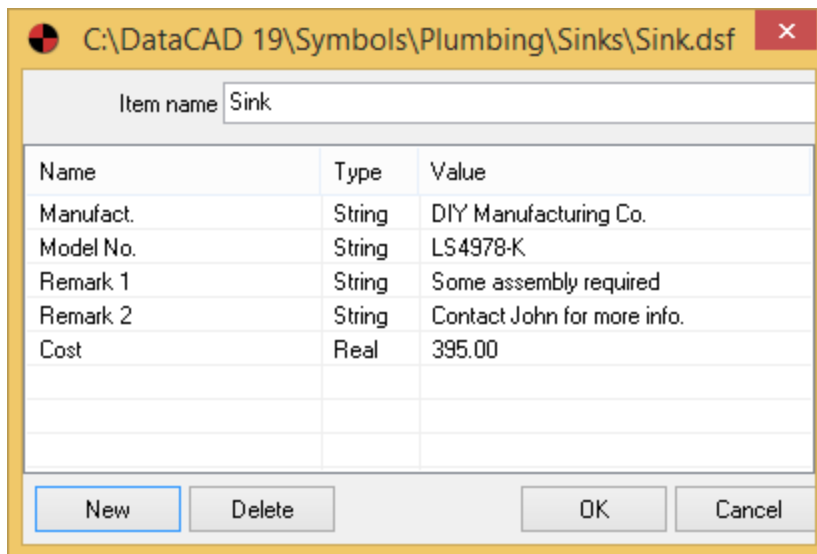 C:\DataCAD 19\Symbols\Plumbing\Sinks\Sink.dsf
Item name Sink
Name Type Value
Manufact. String DIY Manufacturing Co.
Model No. String LS4978-K
Remark 1 String Some assembly required
Remark 2 String Contact John for more info.
Cost Real 395.00
New Delete OK Cancel